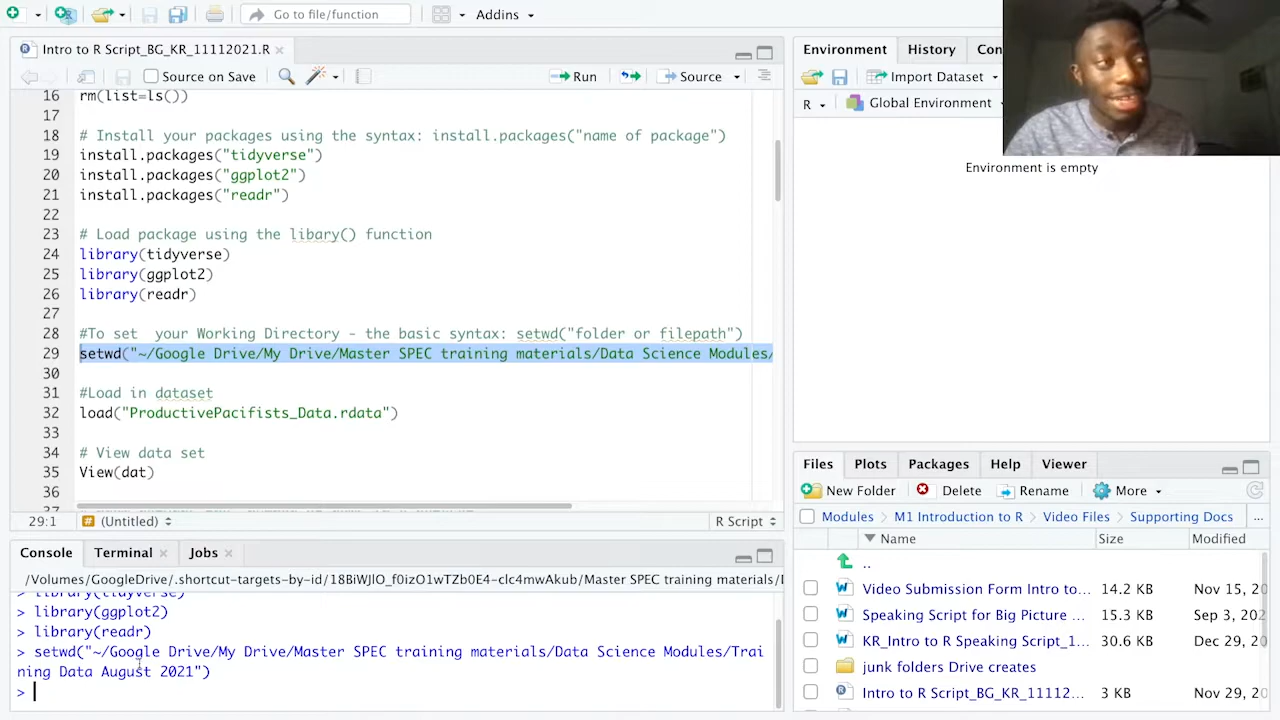 Go to file/function
Addins
Intro to R Script_BG_KR_11112021.R
Source on Save
Run
Source
16 rm(list=ls())
17
18 # Install your packages using the syntax: install.packages("name of package")
19 install.packages("tidyverse")
20 install.packages("ggplot2")
21 install.packages("readr")
22
23 # Load package using the libary() function
24 library(tidyverse)
25 library(ggplot2)
26 library(readr)
27
28 #To set  your Working Directory - the basic syntax: setwd("folder or filepath")
29 setwd("~/Google Drive/My Drive/Master SPEC training materials/Data Science Modules/
30
31 #Load in dataset
32 load("ProductivePacifists_Data.rdata")
33
34 # View data set
35 View(dat)
36
29:1 # (Untitled) R Script
Console Terminal Jobs
/Volumes/GoogleDrive/.shortcut-targets-by-id/18BiWJlO_f0izO1wTZb0E4-clc4mwAkub/Master SPEC training materials/
> library(tidyverse)
> library(ggplot2)
> library(readr)
> setwd("~/Google Drive/My Drive/Master SPEC training materials/Data Science Modules/Trai
ning Data August 2021")
>
Environment History Con
Import Dataset
R Global Environment
Environment is empty
Files Plots Packages Help Viewer
New Folder Delete Rename More
Modules > M1 Introduction to R > Video Files > Supporting Docs ...
Name Size Modified
..
Video Submission Form Intro to... 14.2 KB Nov 15, 20
Speaking Script for Big Picture ... 15.3 KB Sep 3, 202
KR_Intro to R Speaking Script_1... 30.6 KB Dec 29, 20
junk folders Drive creates
Intro to R Script_BG_KR_11112... 3 KB Nov 29, 20